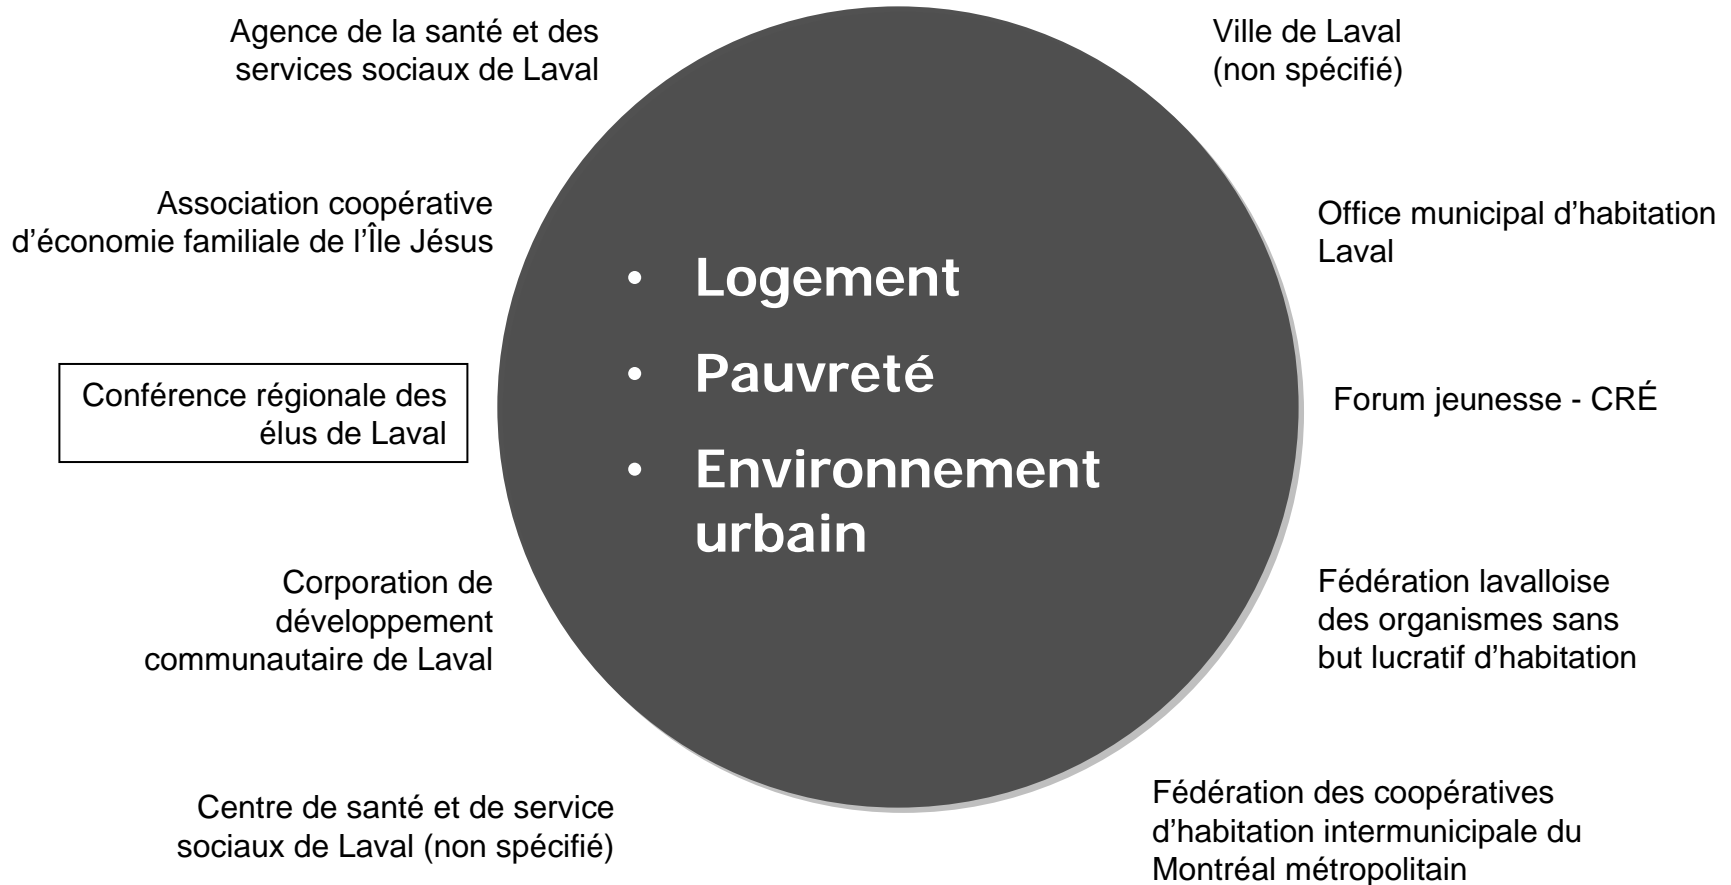 Agence de la santé et des
services sociaux de Laval
Ville de Laval
(non spécifié)
Association coopérative
d’économie familiale de l’Île Jésus
Office municipal d’habitation
Laval
• Logement
• Pauvreté
• Environnement
urbain
Conférence régionale des
élus de Laval
Forum jeunesse - CRÉ
Corporation de
développement
communautaire de Laval
Fédération lavalloise
des organismes sans
but lucratif d’habitation
Centre de santé et de service
sociaux de Laval (non spécifié)
Fédération des coopératives
d’habitation intermunicipale du
Montréal métropolitain